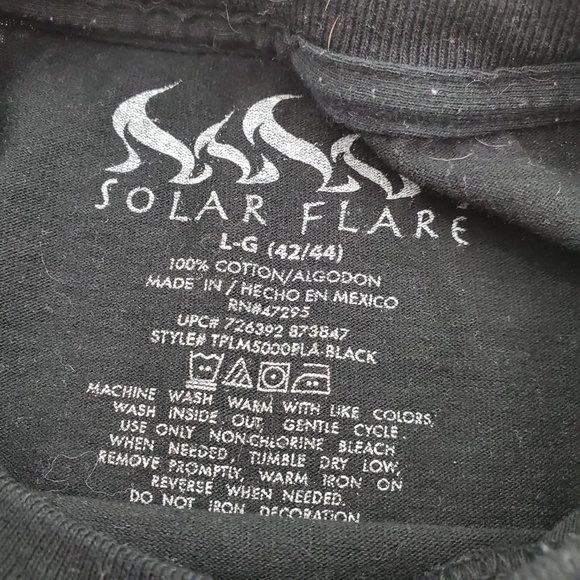 SOLAR FLARE
L-G (42/44)
100% COTTON/ALGODON
MADE IN / HECHO EN MEXICO
RN#47295
UPC# 726392 873847
STYLE# TPLM5000PLA-BLACK
MACHINE WASH WARM WITH LIKE COLORS,
WASH INSIDE OUT, GENTLE CYCLE.
USE ONLY NON-CHLORINE BLEACH
WHEN NEEDED, TUMBLE DRY LOW,
REMOVE PROMPTLY, WARM IRON ON
REVERSE WHEN NEEDED.
DO NOT IRON DECORATION